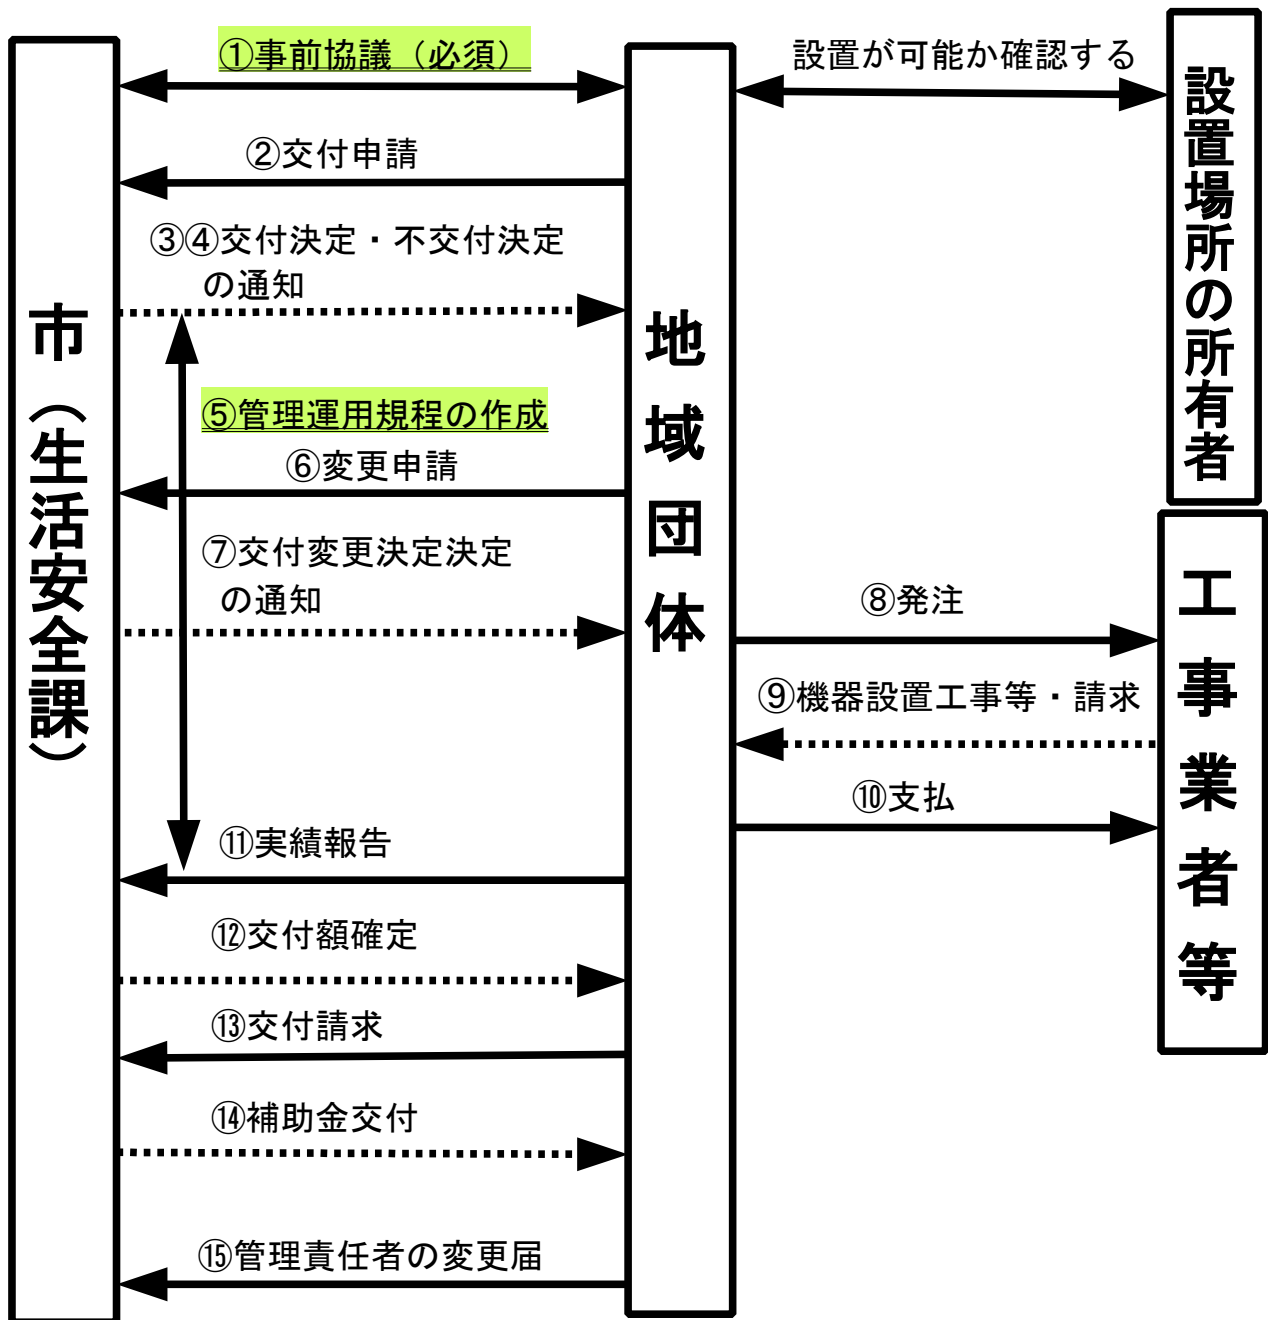 ①事前協議（必須）
設置が可能か確認する
②交付申請
③④交付決定・不交付決定
の通知
⑤管理運用規程の作成
⑥変更申請
⑦交付変更決定決定
の通知
⑧発注
⑨機器設置工事等・請求
⑩支払
⑪実績報告
⑫交付額確定
⑬交付請求
⑭補助金交付
⑮管理責任者の変更届
市（生活安全課）
地域団体
設置場所の所有者
工事業者等